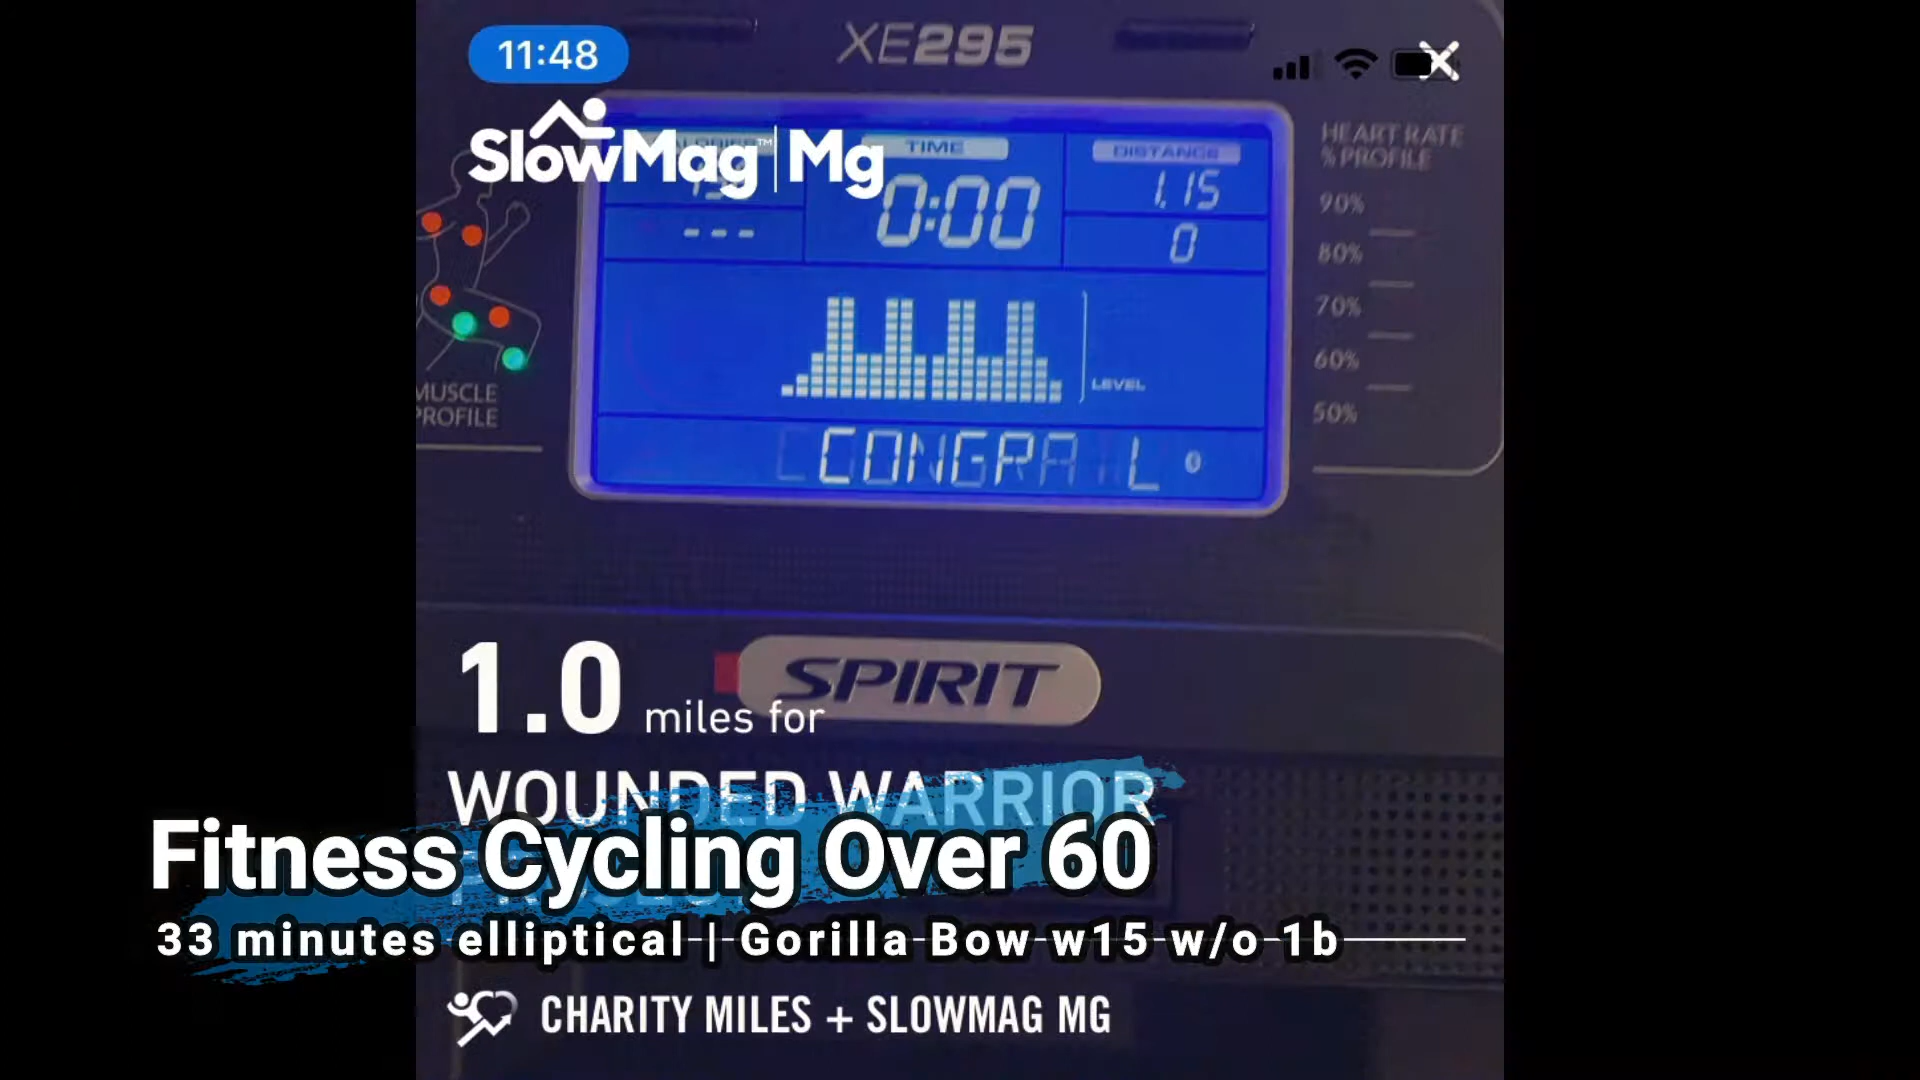 11:48
XE295
SlowMag™ | Mg
TIME
DISTANCE
0:00
1.15
---
0
HEART RATE
% PROFILE
90%
80%
70%
60%
50%
MUSCLE
PROFILE
LEVEL
SPIRIT
1.0 miles for
WOUNDED WARRIOR
Fitness Cycling Over 60
33 minutes elliptical | Gorilla Bow w15 w/o 1b
CHARITY MILES + SLOWMAG MG